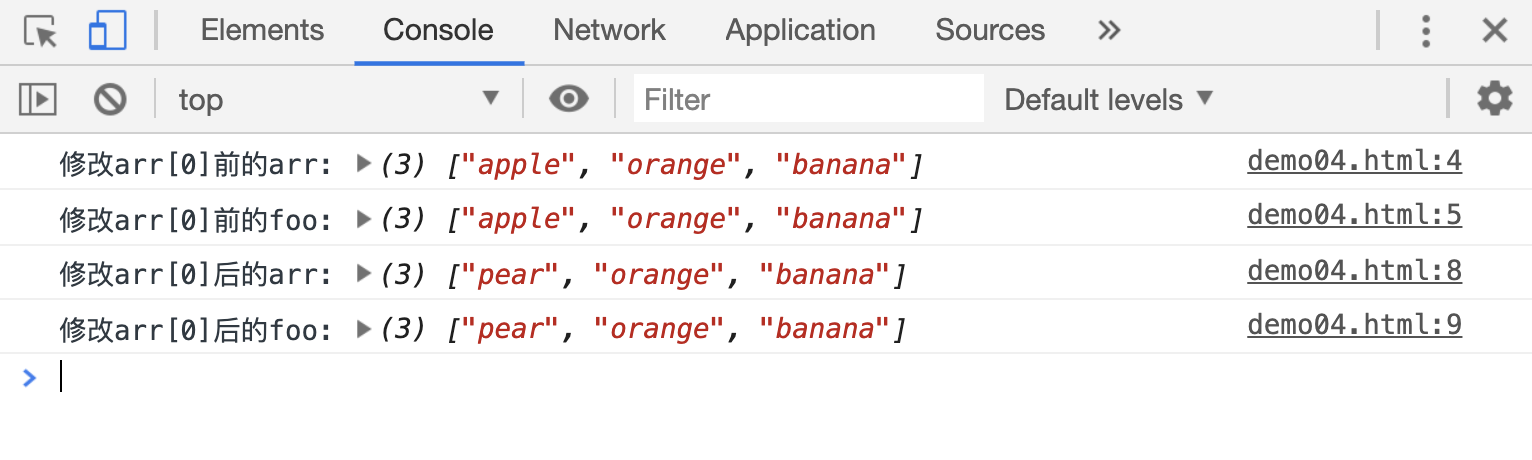 Elements Console Network Application Sources
top Filter Default levels
修改arr[0]前的arr: (3) ["apple", "orange", "banana"] demo04.html:4
修改arr[0]前的foo: (3) ["apple", "orange", "banana"] demo04.html:5
修改arr[0]后的arr: (3) ["pear", "orange", "banana"] demo04.html:8
修改arr[0]后的foo: (3) ["pear", "orange", "banana"] demo04.html:9